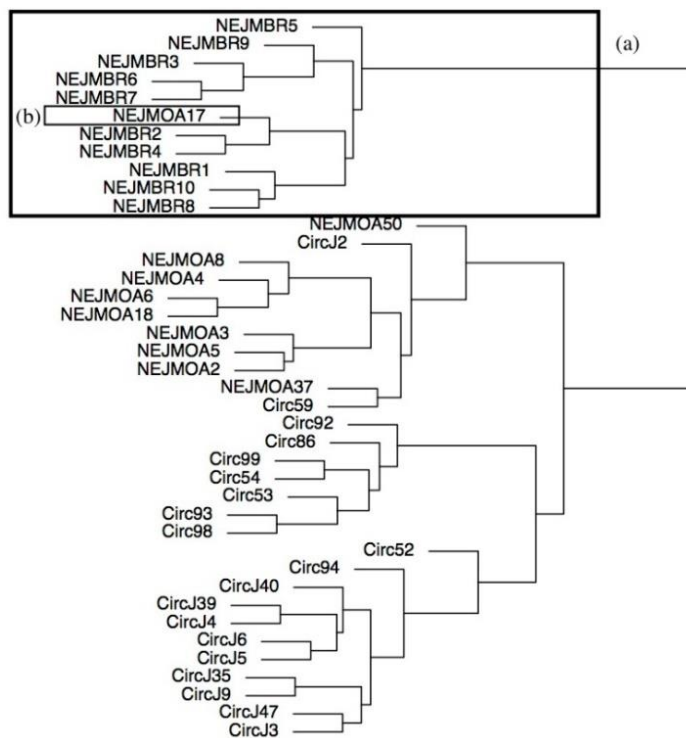 NEJMBR5
(a)
NEJMBR9
NEJMBR3
NEJMBR6
NEJMBR7
(b)
NEJMOA17
NEJMBR2
NEJMBR4
NEJMBR1
NEJMBR10
NEJMBR8
NEJMOA50
CircJ2
NEJMOA8
NEJMOA4
NEJMOA6
NEJMOA18
NEJMOA3
NEJMOA5
NEJMOA2
NEJMOA37
Circ59
Circ92
Circ86
Circ99
Circ54
Circ53
Circ93
Circ98
Circ52
Circ94
CircJ40
CircJ39
CircJ4
CircJ6
CircJ5
CircJ35
CircJ9
CircJ47
CircJ3